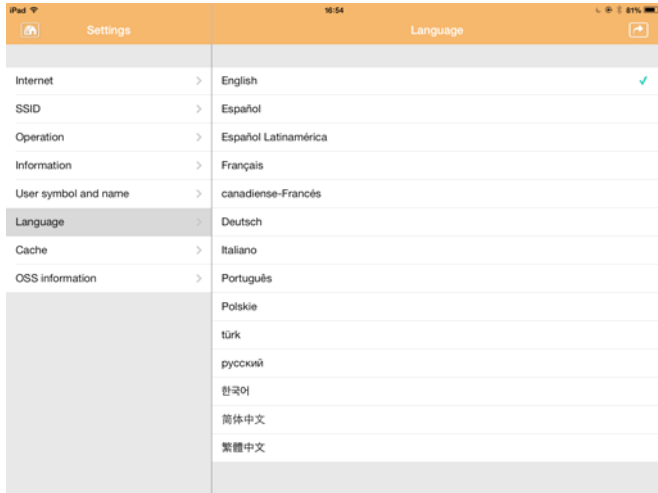 iPad 16:54 81%
Settings
Language
Internet
SSID
Operation
Information
User symbol and name
Language
Cache
OSS information
English
Español
Español Latinamérica
Français
canadiense-Francés
Deutsch
Italiano
Português
Polskie
türk
русский
한국어
简体中文
繁體中文